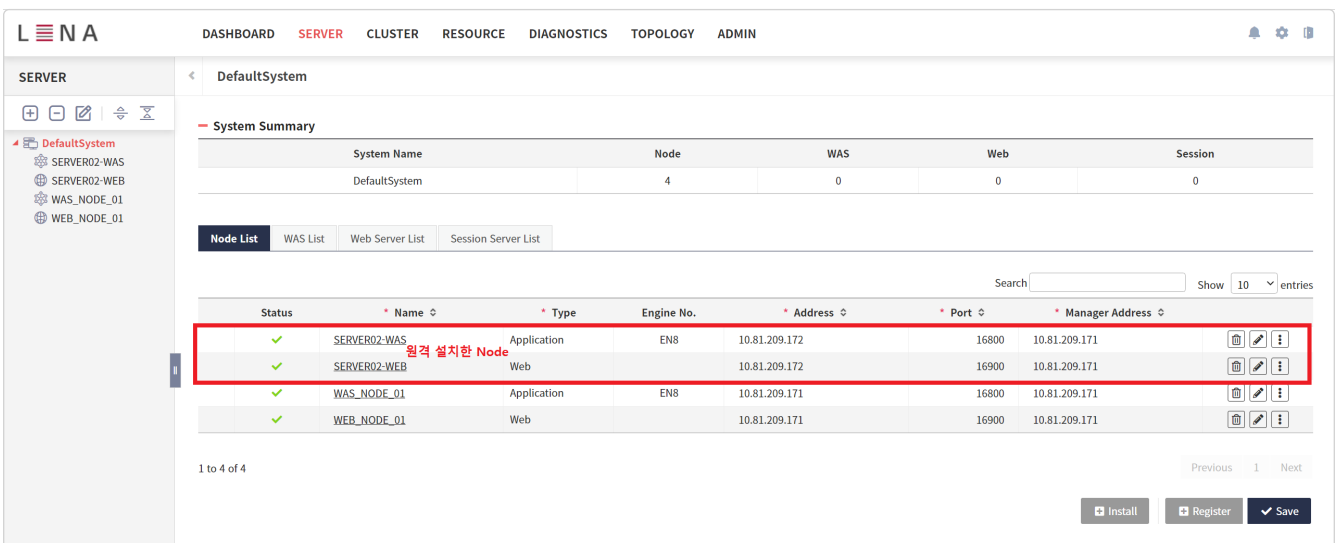 LENA
DASHBOARD SERVER CLUSTER RESOURCE DIAGNOSTICS TOPOLOGY ADMIN
SERVER
DefaultSystem
DefaultSystem
SERVER02-WAS
SERVER02-WEB
WAS_NODE_01
WEB_NODE_01
System Summary
System Name Node WAS Web Session
DefaultSystem 4 0 0 0
Node List WAS List Web Server List Session Server List
Search Show 10 entries
Status * Name * Type Engine No. * Address * Port * Manager Address
SERVER02-WAS Application EN8 10.81.209.172 16800 10.81.209.171
원격 설치한 Node
SERVER02-WEB Web 10.81.209.172 16900 10.81.209.171
WAS_NODE_01 Application EN8 10.81.209.171 16800 10.81.209.171
WEB_NODE_01 Web 10.81.209.171 16900 10.81.209.171
1 to 4 of 4
Previous 1 Next
Install Register Save